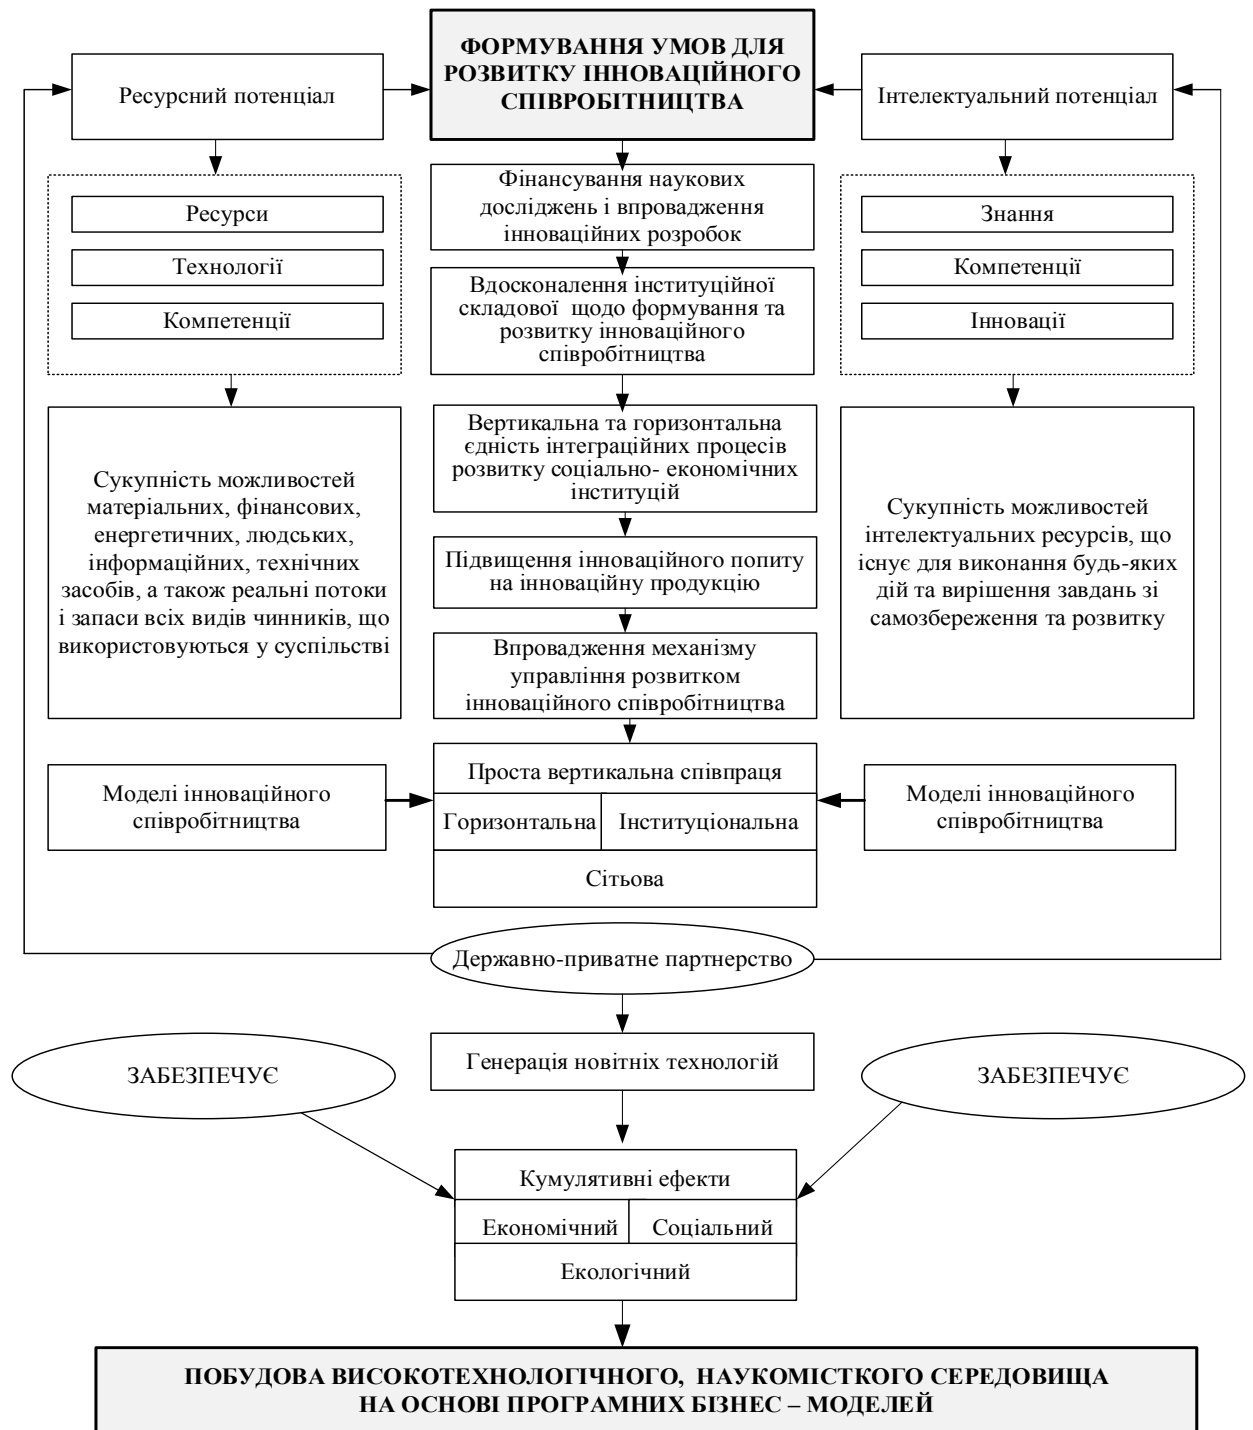 ФОРМУВАННЯ УМОВ ДЛЯ
РОЗВИТКУ ІННОВАЦІЙНОГО
СПІВРОБІТНИЦТВА
Ресурсний потенціал
Інтелектуальний потенціал
Ресурси
Технології
Компетенції
Фінансування наукових
досліджень і впровадження
інноваційних розробок
Знання
Компетенції
Інновації
Вдосконалення інституційної
складової щодо формування та
розвитку інноваційного
співробітництва
Вертикальна та горизонтальна
єдність інтеграційних процесів
розвитку соціально- економічних
інституцій
Підвищення інноваційного попиту
на інноваційну продукцію
Впровадження механізму
управління розвитком
інноваційного співробітництва
Сукупність можливостей
матеріальних, фінансових,
енергетичних, людських,
інформаційних, технічних
засобів, а також реальні потоки
і запаси всіх видів чинників, що
використовуються у суспільстві
Сукупність можливостей
інтелектуальних ресурсів, що
існує для виконання будь-яких
дій та вирішення завдань зі
самозбереження та розвитку
Моделі інноваційного
співробітництва
Проста вертикальна співпраця
Горизонтальна
Інституціональна
Сітьова
Моделі інноваційного
співробітництва
Державно-приватне партнерство
Генерація новітніх технологій
ЗАБЕЗПЕЧУЄ
ЗАБЕЗПЕЧУЄ
Кумулятивні ефекти
Економічний
Соціальний
Екологічний
ПОБУДОВА ВИСОКОТЕХНОЛОГІЧНОГО, НАУКОМІСТКОГО СЕРЕДОВИЩА
НА ОСНОВІ ПРОГРАМНИХ БІЗНЕС – МОДЕЛЕЙ